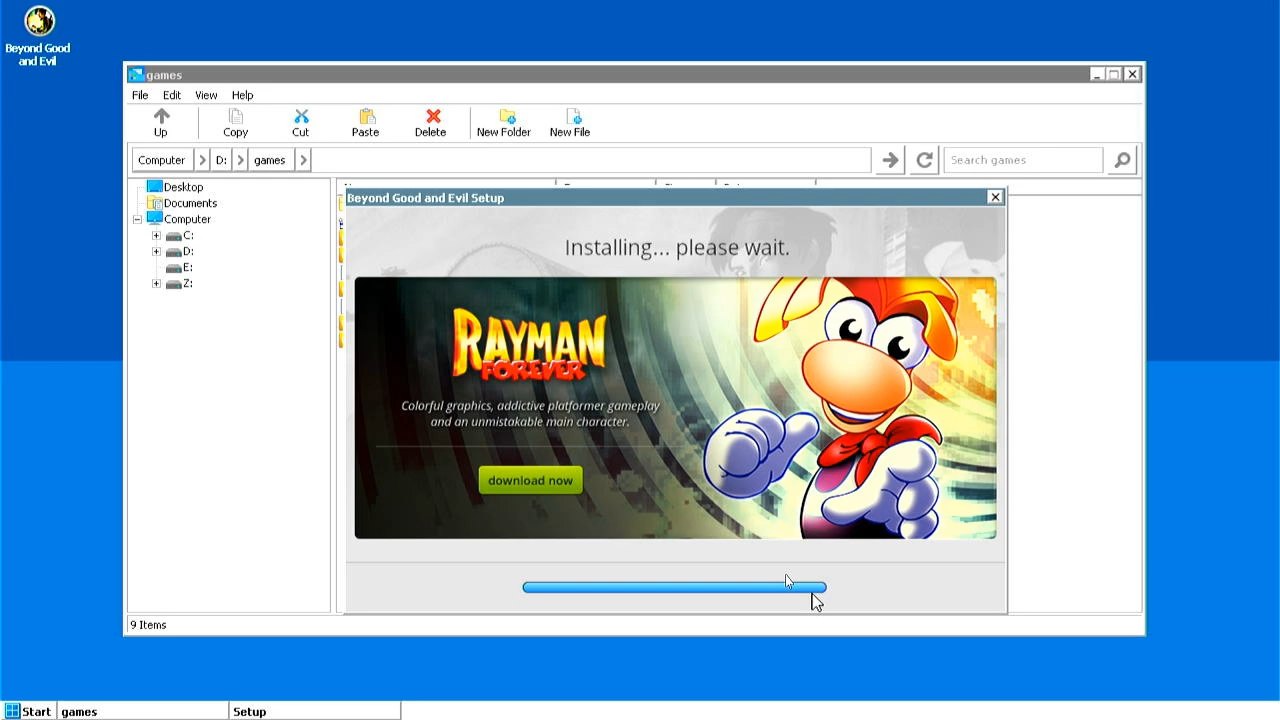 Beyond Good
and Evil
games
File Edit View Help
Up Copy Cut Paste Delete New Folder New File
Computer D: games Search games
Desktop
Documents
Computer
C:
D:
E:
Z:
Beyond Good and Evil Setup
Installing... please wait.
RAYMAN
FOREVER
Colorful graphics, addictive platformer gameplay
and an unmistakable main character.
download now
9 Items
Start games Setup